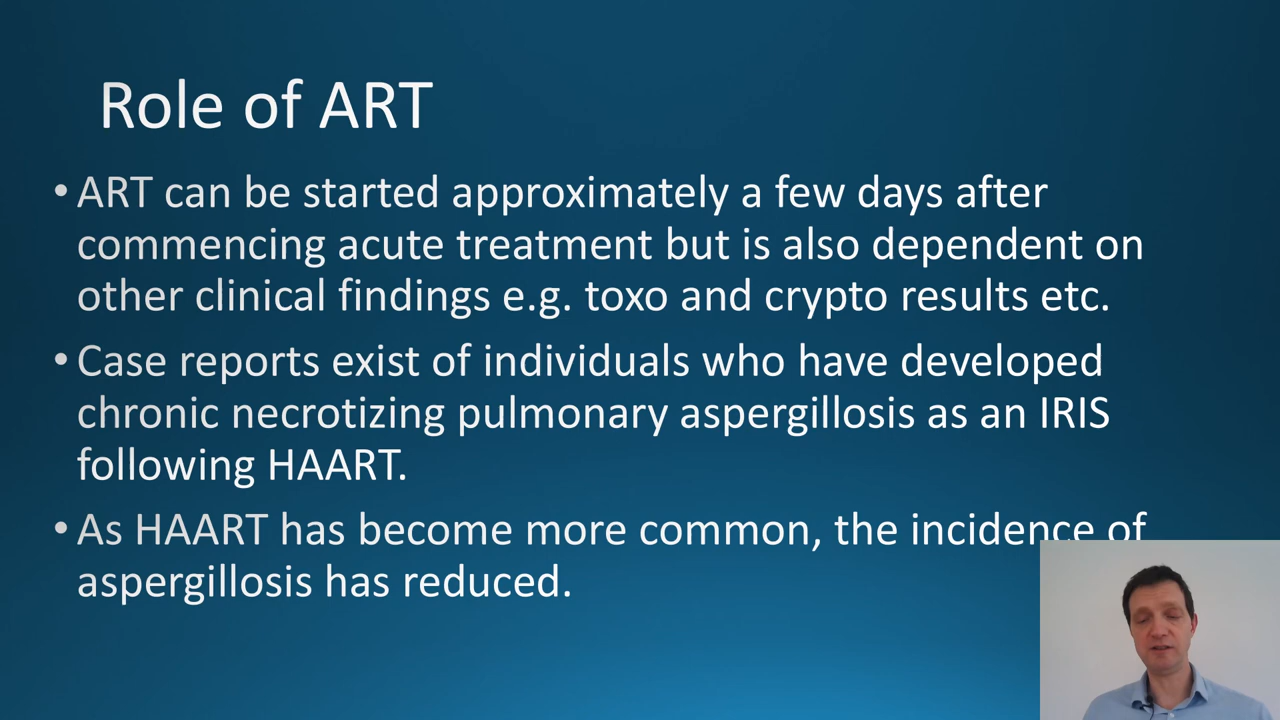 Role of ART
• ART can be started approximately a few days after
commencing acute treatment but is also dependent on
other clinical findings e.g. toxo and crypto results etc.
• Case reports exist of individuals who have developed
chronic necrotizing pulmonary aspergillosis as an IRIS
following HAART.
• As HAART has become more common, the incidence of
aspergillosis has reduced.